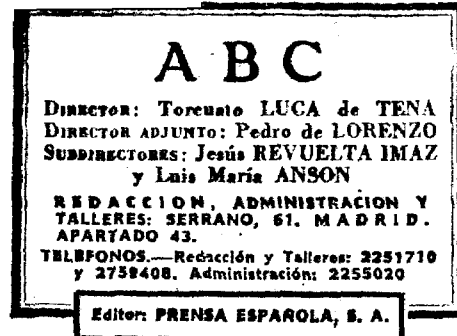 A B C
DIRECTOR: Torcuato LUCA de TENA
DIRECTOR ADJUNTO: Pedro de LORENZO
SUBDIRECTORES: Jesús REVUELTA IMAZ
y Luis María ANSON
REDACCION, ADMINISTRACION Y
TALLERES: SERRANO, 61. MADRID.
APARTADO 43.
TELEFONOS.—Redacción y Talleres: 2251710
y 2758408. Administración: 2255020
Editor: PRENSA ESPAÑOLA, S. A.